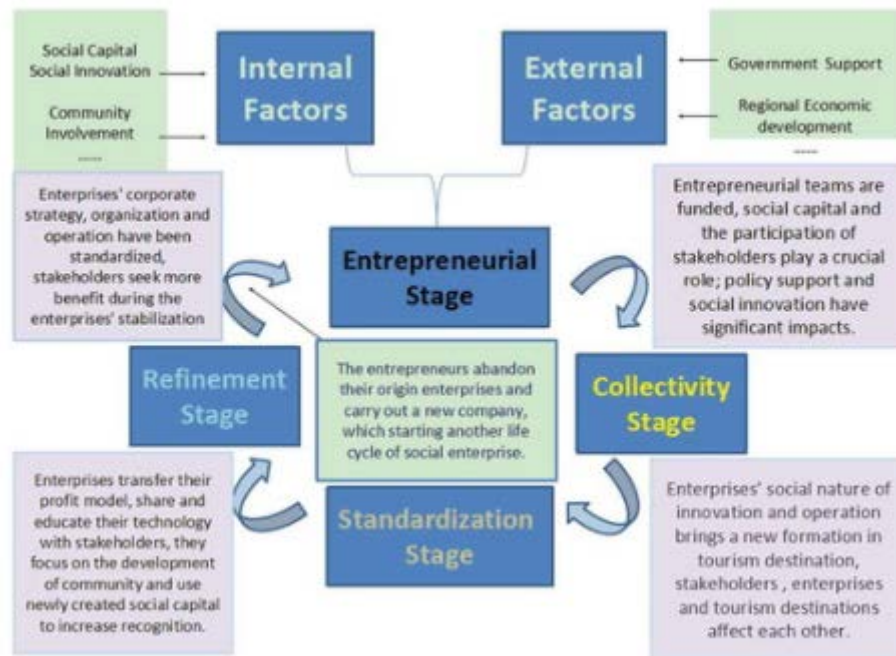 Social Capital
Social Innovation
Community
Involvement
.....
Internal
Factors
External
Factors
Government Support
Regional Economic
development
.....
Enterprises' corporate
strategy, organization and
operation have been
standardized,
stakeholders seek more
benefit during the
enterprises' stabilization
Entrepreneurial
Stage
Entrepreneurial teams are
funded, social capital and
the participation of
stakeholders play a crucial
role; policy support and
social innovation have
significant impacts.
Refinement
Stage
The entrepreneurs abandon
their origin enterprises and
carry out a new company,
which starting another life
cycle of social enterprise.
Collectivity
Stage
Enterprises transfer their
profit model, share and
educate their technology
with stakeholders, they
focus on the development
of community and use
newly created social capital
to increase recognition.
Standardization
Stage
Enterprises' social nature of
innovation and operation
brings a new formation in
tourism destination,
stakeholders , enterprises
and tourism destinations
affect each other.